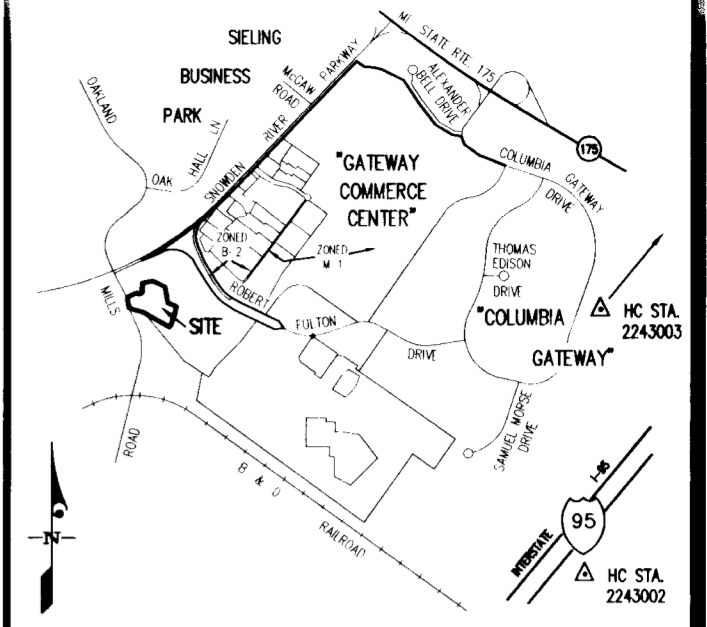 SIELING
BUSINESS
PARK
OAKLAND
MILLS
ROAD
OAK
HALL LN
McGAW
ROAD
SNOWDEN
RIVER
PARKWAY
MI STATE RTE. 175
175
ALEXANDER
BELL DRIVE
COLUMBIA
GATEWAY
DRIVE
"GATEWAY
COMMERCE
CENTER"
ZONED
B-2
ZONED
M 1
THOMAS
EDISON
DRIVE
"COLUMBIA
GATEWAY"
HC STA.
2243003
SITE
ROBERT
FULTON
DRIVE
SAMUEL MORSE
DRIVE
B & O
RAILROAD
N
INTERSTATE
I-95
95
HC STA.
2243002